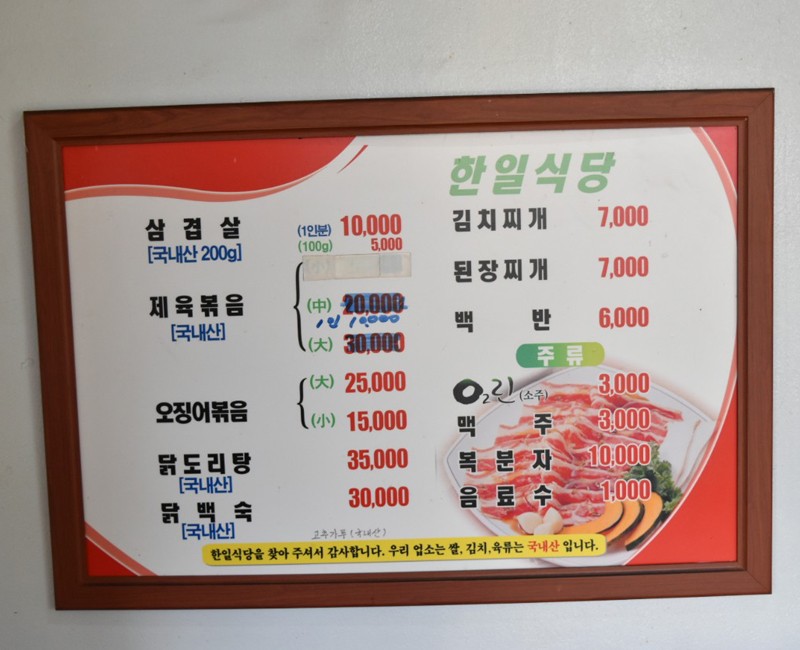 한일식당
삼겹살 (1인분) 10,000
[국내산 200g] (100g) 5,000
제육볶음 (中) 20,000
[국내산] 1인 10,000
(大) 30,000
오징어볶음 (大) 25,000
(小) 15,000
닭도리탕 35,000
[국내산]
닭백숙 30,000
[국내산]
김치찌개 7,000
된장찌개 7,000
백반 6,000
주류
O₂린 (소주) 3,000
맥주 3,000
복분자 10,000
음료수 1,000
고추가루 (국내산)
한일식당을 찾아 주셔서 감사합니다. 우리 업소는 쌀, 김치, 육류는 국내산 입니다.